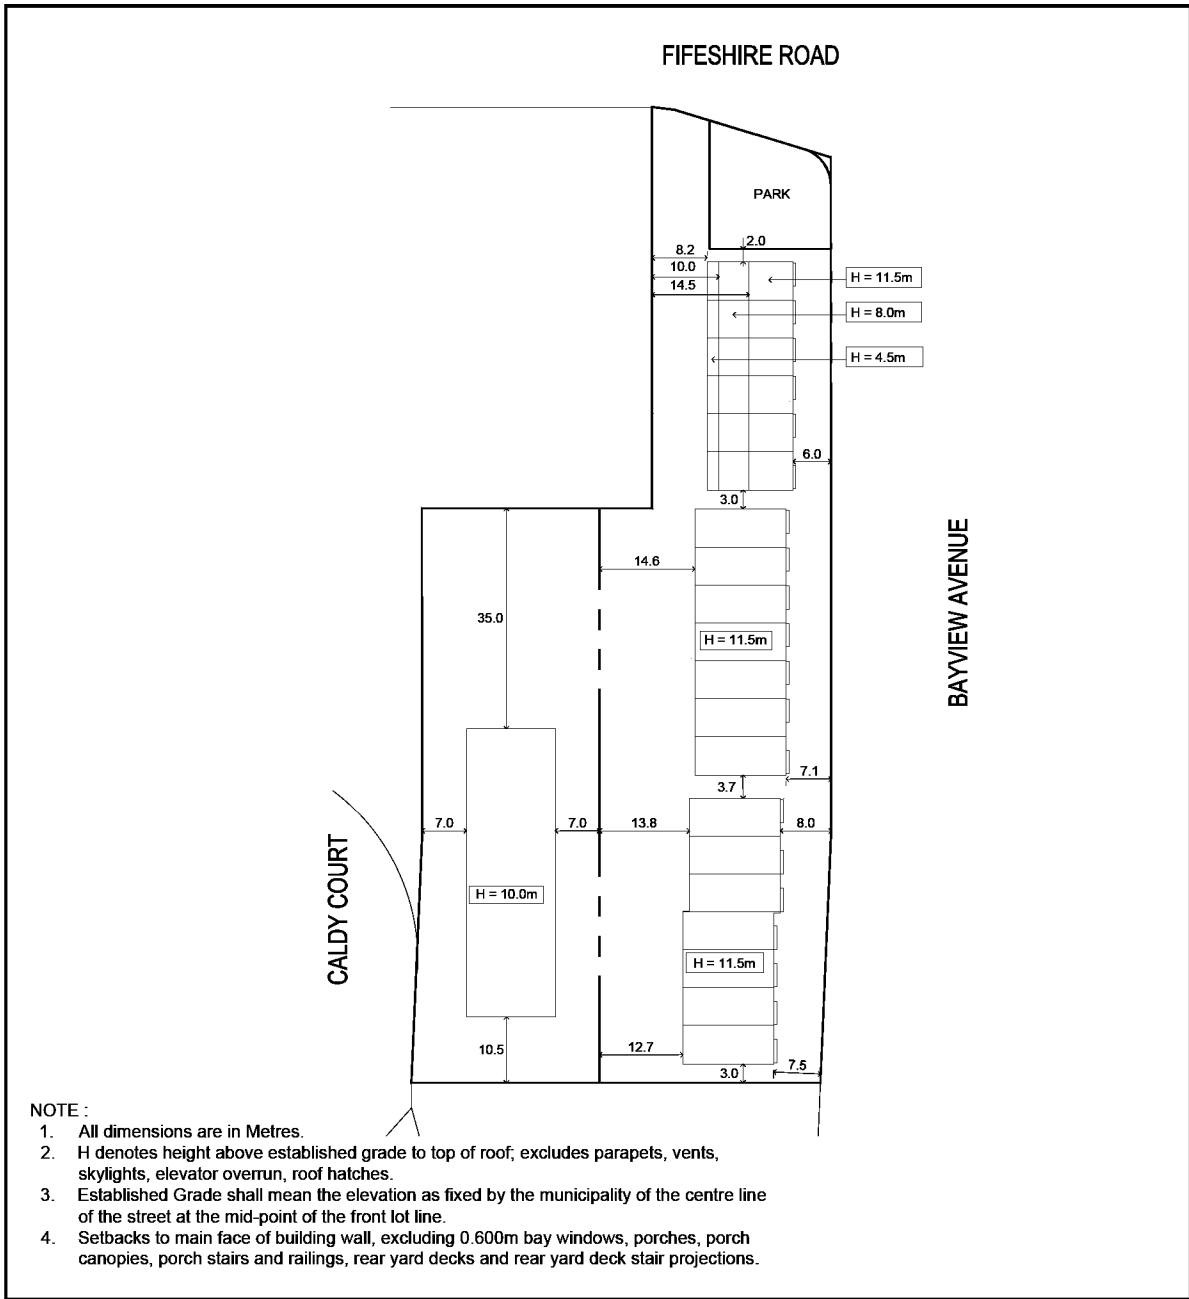 FIFESHIRE ROAD
PARK
2.0
8.2
10.0
14.5
H = 11.5m
H = 8.0m
H = 4.5m
6.0
3.0
14.6
35.0
H = 11.5m
BAYVIEW AVENUE
7.1
3.7
7.0
7.0
13.8
8.0
CALDY COURT
H = 10.0m
H = 11.5m
10.5
12.7
3.0
7.5
NOTE :
1. All dimensions are in Metres.
2. H denotes height above established grade to top of roof; excludes parapets, vents,
skylights, elevator overrun, roof hatches.
3. Established Grade shall mean the elevation as fixed by the municipality of the centre line
of the street at the mid-point of the front lot line.
4. Setbacks to main face of building wall, excluding 0.600m bay windows, porches, porch
canopies, porch stairs and railings, rear yard decks and rear yard deck stair projections.